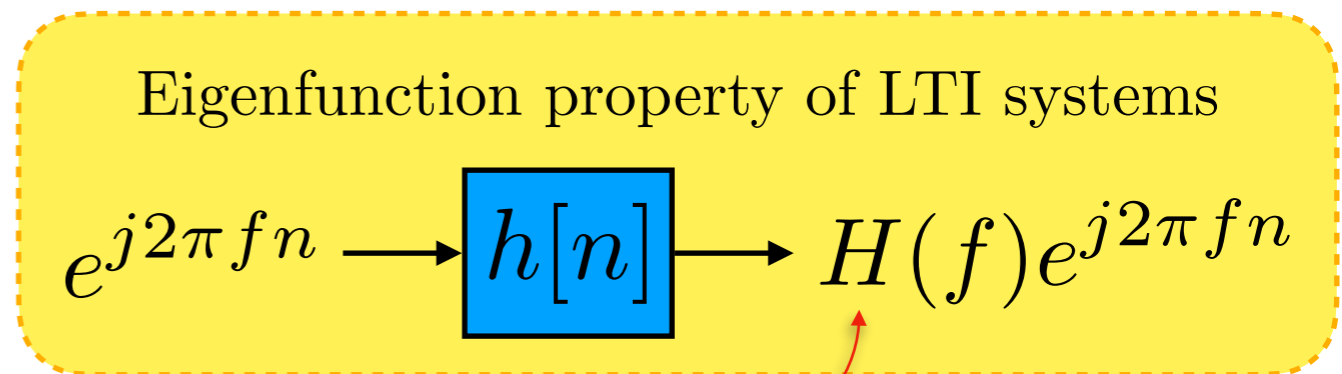 Eigenfunction property of LTI systems
e^{j2πfn} h[n] H(f)e^{j2πfn}